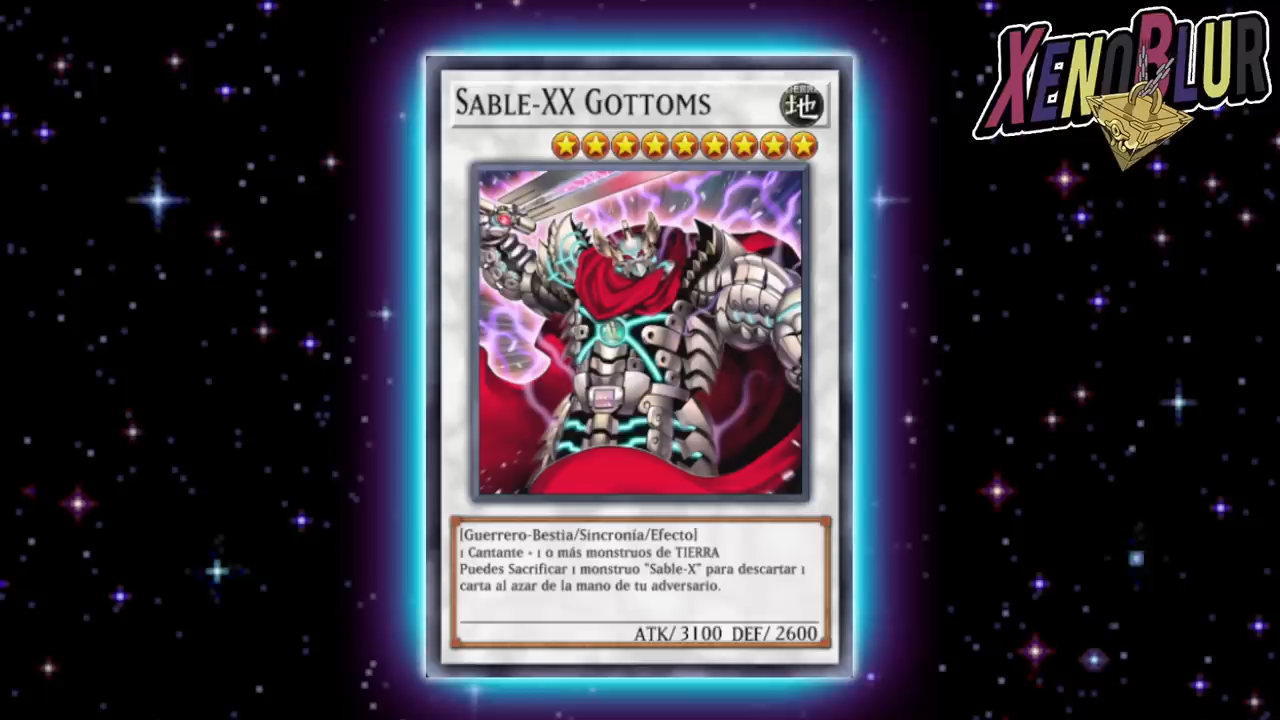 XENOBLUR
SABLE-XX GOTTOMS
TIERRA
地
[Guerrero-Bestia/Sincronía/Efecto]
1 Cantante + 1 o más monstruos de TIERRA
Puedes Sacrificar 1 monstruo "Sable-X" para descartar 1
carta al azar de la mano de tu adversario.
ATK/ 3100 DEF/ 2600